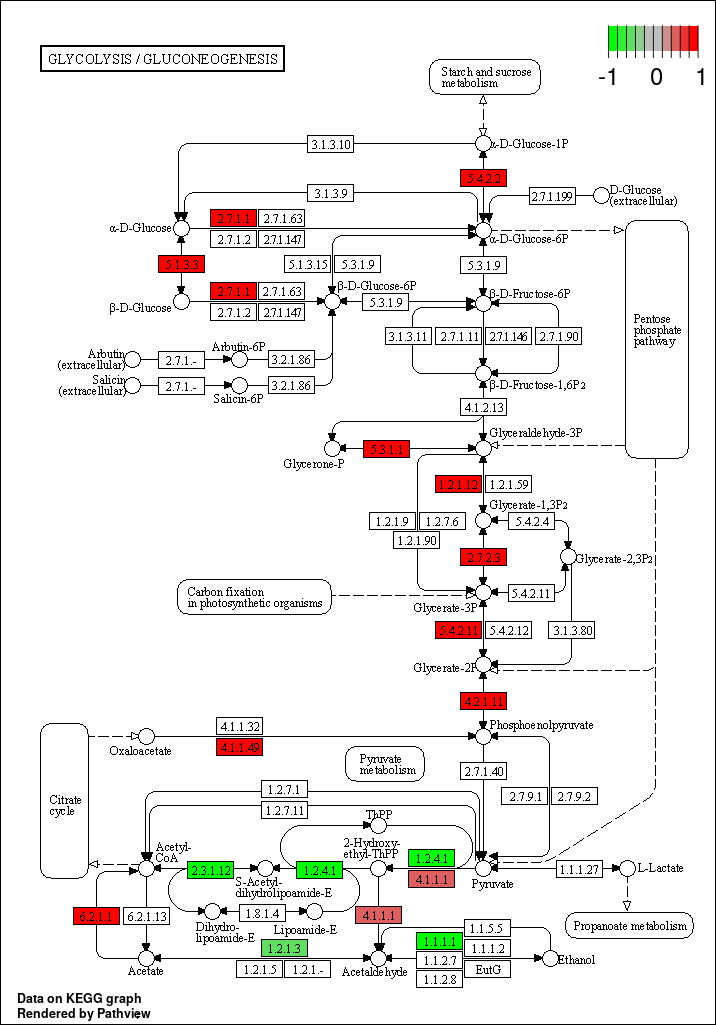 GLYCOLYSIS / GLUCONEOGENESIS
-1 0 1
Starch and sucrose
metabolism
3.1.3.10
α-D-Glucose-1P
5.4.2.2
3.1.3.9
2.7.1.199
D-Glucose
(extracellular)
α-D-Glucose
2.7.1.1
2.7.1.63
2.7.1.2
2.7.1.147
α-D-Glucose-6P
5.1.3.3
5.1.3.15
5.3.1.9
5.3.1.9
β-D-Glucose
2.7.1.1
2.7.1.63
2.7.1.2
2.7.1.147
β-D-Glucose-6P
5.3.1.9
β-D-Fructose-6P
Pentose
phosphate
pathway
3.1.3.11
2.7.1.11
2.7.1.146
2.7.1.90
Arbutin
(extracellular)
2.7.1.-
Arbutin-6P
3.2.1.86
Salicin
(extracellular)
2.7.1.-
Salicin-6P
3.2.1.86
β-D-Fructose-1,6P2
4.1.2.13
Glyceraldehyde-3P
5.3.1.1
Glycerone-P
1.2.1.12
1.2.1.59
Glycerate-1,3P2
1.2.1.9
1.2.7.6
1.2.1.90
5.4.2.4
2.7.2.3
Glycerate-2,3P2
Carbon fixation
in photosynthetic organisms
Glycerate-3P
5.4.2.11
5.4.2.11
5.4.2.12
3.1.3.80
Glycerate-2P
4.2.1.11
Phosphoenolpyruvate
4.1.1.32
4.1.1.49
Oxaloacetate
Pyruvate
metabolism
2.7.1.40
2.7.9.1
2.7.9.2
Citrate
cycle
1.2.7.1
1.2.7.11
ThPP
Acetyl-
CoA
2-Hydroxy-
ethyl-ThPP
2.3.1.12
S-Acetyl-
dihydrolipoamide-E
1.2.4.1
1.2.4.1
4.1.1.1
Pyruvate
1.1.1.27
L-Lactate
6.2.1.1
6.2.1.13
Dihydro-
lipoamide-E
1.8.1.4
Lipoamide-E
4.1.1.1
Propanoate metabolism
1.2.1.3
1.2.1.5
1.2.1.-
Acetate
Acetaldehyde
1.1.1.1
1.1.2.7
1.1.2.8
1.1.5.5
1.1.1.2
EutG
Ethanol
Data on KEGG graph
Rendered by Pathview